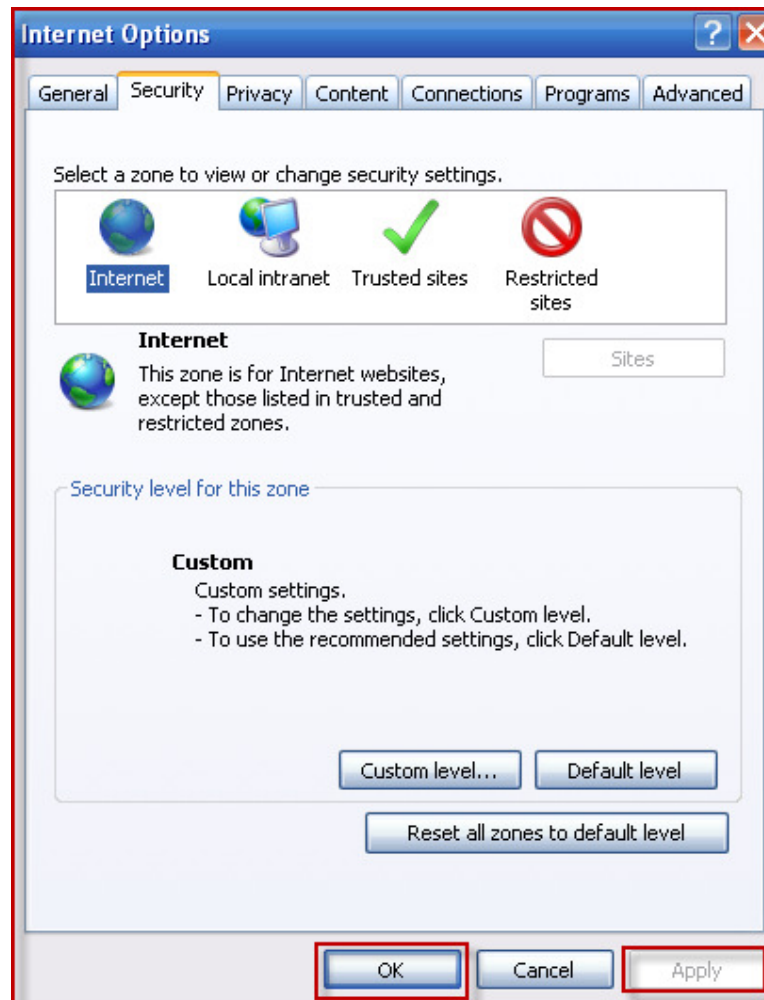 Internet Options
General Security Privacy Content Connections Programs Advanced
Select a zone to view or change security settings.
Internet Local intranet Trusted sites Restricted sites
Internet
Sites
This zone is for Internet websites,
except those listed in trusted and
restricted zones.
Security level for this zone
Custom
Custom settings.
- To change the settings, click Custom level.
- To use the recommended settings, click Default level.
Custom level... Default level
Reset all zones to default level
OK Cancel Apply